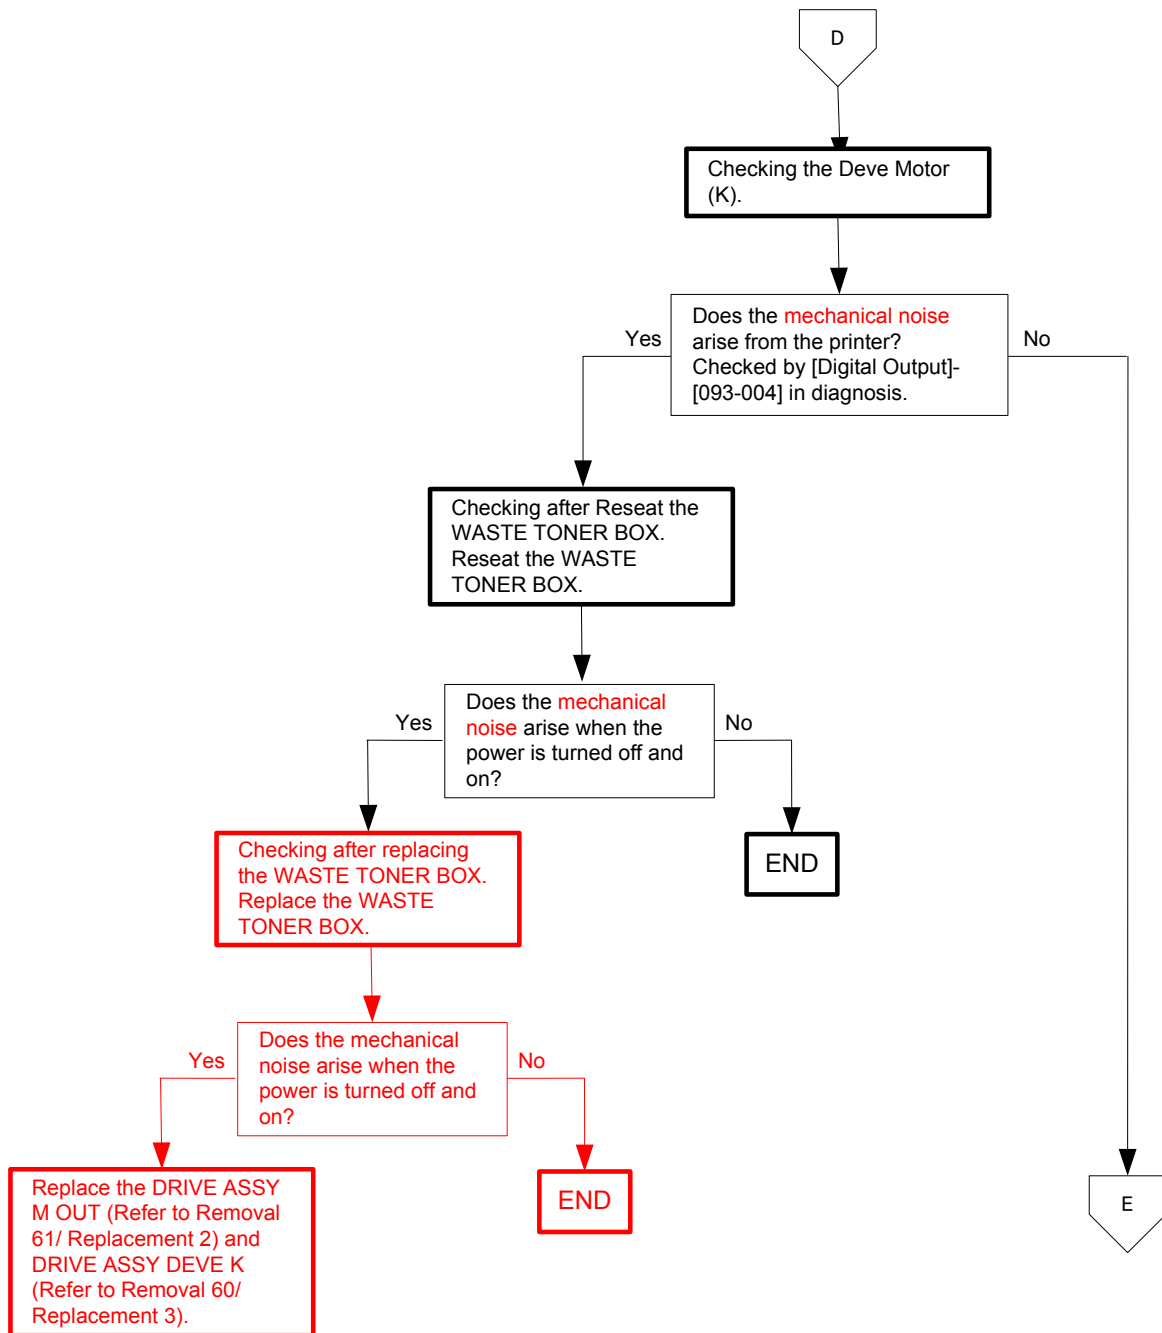 D
Checking the Deve Motor
(K).
Does the mechanical noise
arise from the printer?
Checked by [Digital Output]-
[093-004] in diagnosis.
Yes
No
Checking after Reseat the
WASTE TONER BOX.
Reseat the WASTE
TONER BOX.
Does the mechanical
noise arise when the
power is turned off and
on?
Yes
No
Checking after replacing
the WASTE TONER BOX.
Replace the WASTE
TONER BOX.
END
Does the mechanical
noise arise when the
power is turned off and
on?
Yes
No
Replace the DRIVE ASSY
M OUT (Refer to Removal
61/ Replacement 2) and
DRIVE ASSY DEVE K
(Refer to Removal 60/
Replacement 3).
END
E